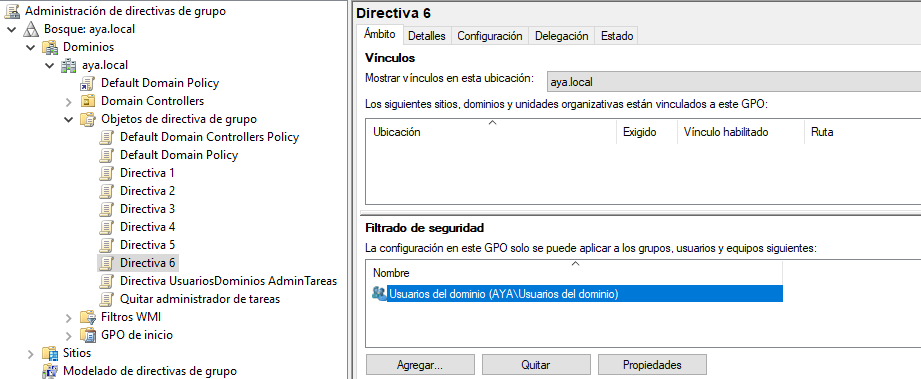 Administración de directivas de grupo
Bosque: aya.local
Dominios
aya.local
Default Domain Policy
Domain Controllers
Objetos de directiva de grupo
Default Domain Controllers Policy
Default Domain Policy
Directiva 1
Directiva 2
Directiva 3
Directiva 4
Directiva 5
Directiva 6
Directiva UsuariosDominios AdminTareas
Quitar administrador de tareas
Filtros WMI
GPO de inicio
Sitios
Modelado de directivas de grupo
Directiva 6
Ámbito Detalles Configuración Delegación Estado
Vínculos
Mostrar vínculos en esta ubicación: aya.local
Los siguientes sitios, dominios y unidades organizativas están vinculados a este GPO:
Ubicación Exigido Vínculo habilitado Ruta
Filtrado de seguridad
La configuración en este GPO solo se puede aplicar a los grupos, usuarios y equipos siguientes:
Nombre
Usuarios del dominio (AYA\Usuarios del dominio)
Agregar... Quitar Propiedades